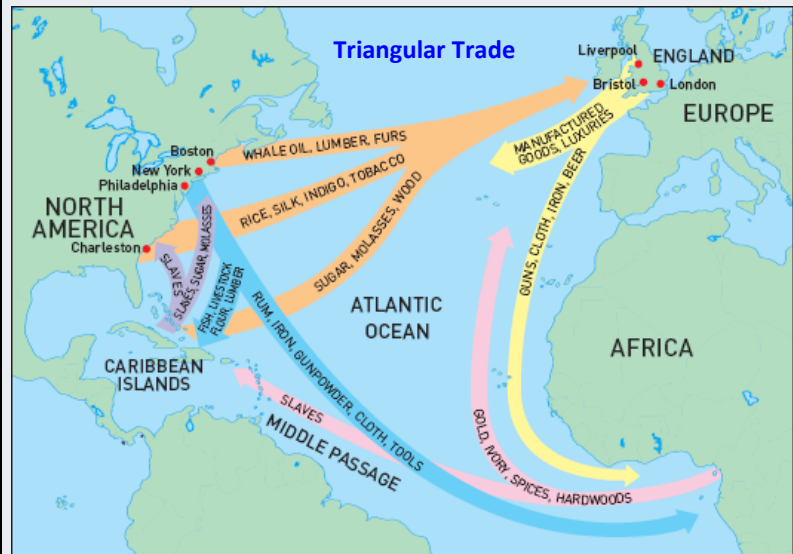 Triangular Trade
Liverpool
ENGLAND
Bristol
London
EUROPE
MANUFACTURED
GOODS, LUXURIES
Boston
WHALE OIL, LUMBER, FURS
New York
Philadelphia
RICE, SILK, INDIGO, TOBACCO
NORTH
AMERICA
Charleston
SUGAR, MOLASSES, WOOD
GUNS, CLOTH, IRON, BEER
SLAVES
SLAVES, SUGAR, MOLASSES
FISH, LIVESTOCK
FLOUR, LUMBER
RUM, IRON, GUNPOWDER, CLOTH, TOOLS
ATLANTIC
OCEAN
AFRICA
CARIBBEAN
ISLANDS
SLAVES
MIDDLE PASSAGE
GOLD, IVORY, SPICES, HARDWOODS